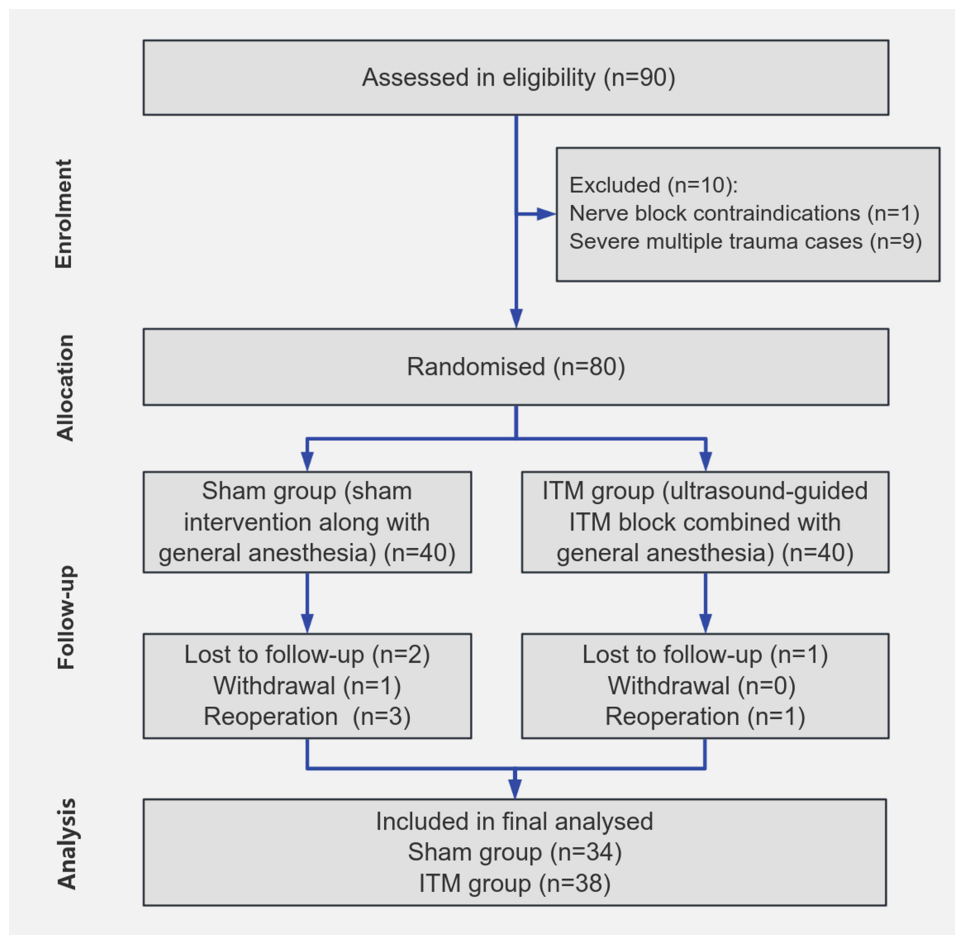 Assessed in eligibility (n=90)
Enrolment
Excluded (n=10):
Nerve block contraindications (n=1)
Severe multiple trauma cases (n=9)
Allocation
Randomised (n=80)
Sham group (sham
intervention along with
general anesthesia) (n=40)
ITM group (ultrasound-guided
ITM block combined with
general anesthesia) (n=40)
Follow-up
Lost to follow-up (n=2)
Withdrawal (n=1)
Reoperation  (n=3)
Lost to follow-up (n=1)
Withdrawal (n=0)
Reoperation (n=1)
Analysis
Included in final analysed
Sham group (n=34)
ITM group (n=38)